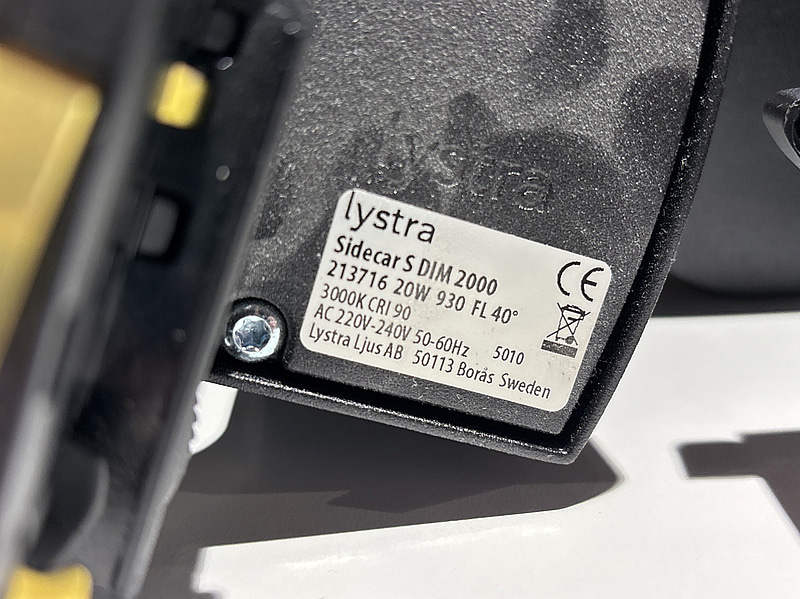 lystra
lystra
Sidecar S DIM 2000
213716 20W 930 FL 40°
3000K CRI 90
AC 220V-240V 50-60Hz 5010
Lystra Ljus AB 50113 Borås Sweden
CE